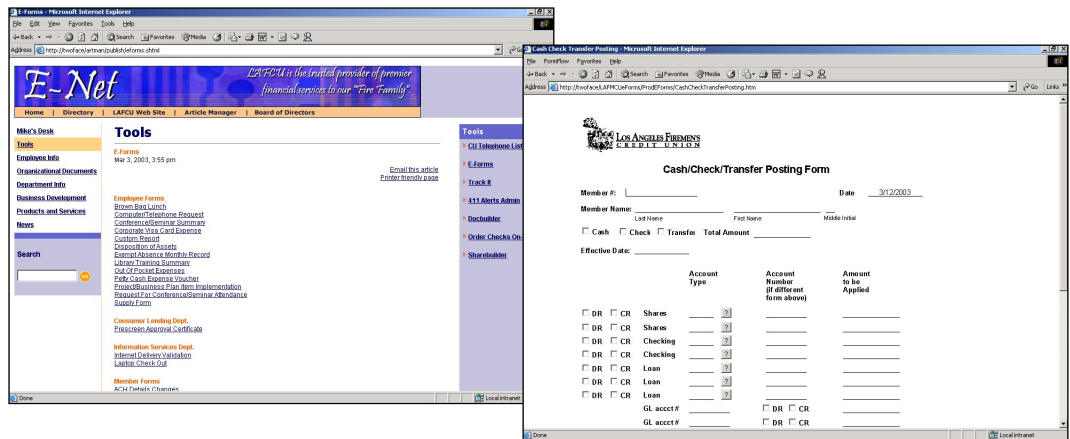 E-Forms - Microsoft Internet Explorer
File Edit View Favorites Tools Help
Back Search Favorites Media
Address http://twoface/artman/publish/eforms.shtml Go
E-Net
LAFCU is the trusted provider of premier
financial services to our "Fire Family".
Home | Directory | LAFCU Web Site | Article Manager | Board of Directors
Mike's Desk
Tools
Employee Info
Organizational Documents
Department Info
Business Development
Products and Services
News
Search
GO
Tools
E-Forms
Mar 3, 2003, 3:55 pm
Email this article
Printer friendly page
Employee Forms
Brown Bag Lunch
Computer/Telephone Request
Conference/Seminar Summary
Corporate Visa Card Expense
Custom Report
Disposition of Assets
Exempt Absence Monthly Record
Library Training Summary
Out Of Pocket Expenses
Petty Cash Expense Voucher
Project/Business Plan Item Implementation
Request For Conference/Seminar Attendance
Supply Form
Consumer Lending Dept.
Prescreen Approval Certificate
Information Services Dept.
Internet Delivery Validation
Laptop Check Out
Member Forms
ACH Details Changes
Tools
CU Telephone List
E-Forms
Track It
411 Alerts Admin
Docbuilder
Order Checks On-
Sharebuilder
Done Local intranet
Cash Check Transfer Posting - Microsoft Internet Explorer
File FormFlow Favorites Help
Back Search Favorites Media
Address http://twoface/LAFMCUeForms/ProdEForms/CashCheckTransferPosting.htm Go Links
LOS ANGELES FIREMEN'S
CREDIT UNION
Cash/Check/Transfer Posting Form
Member #: Date 3/12/2003
Member Name:
Last Name First Name Middle Initial
Cash Check Transfer Total Amount
Effective Date:
Account Type Account Number (if different form above) Amount to be Applied
DR CR Shares ?
DR CR Shares ?
DR CR Checking ?
DR CR Checking ?
DR CR Loan ?
DR CR Loan ?
DR CR Loan ?
GL accct # DR CR
GL accct # DR CR
Done Local intranet